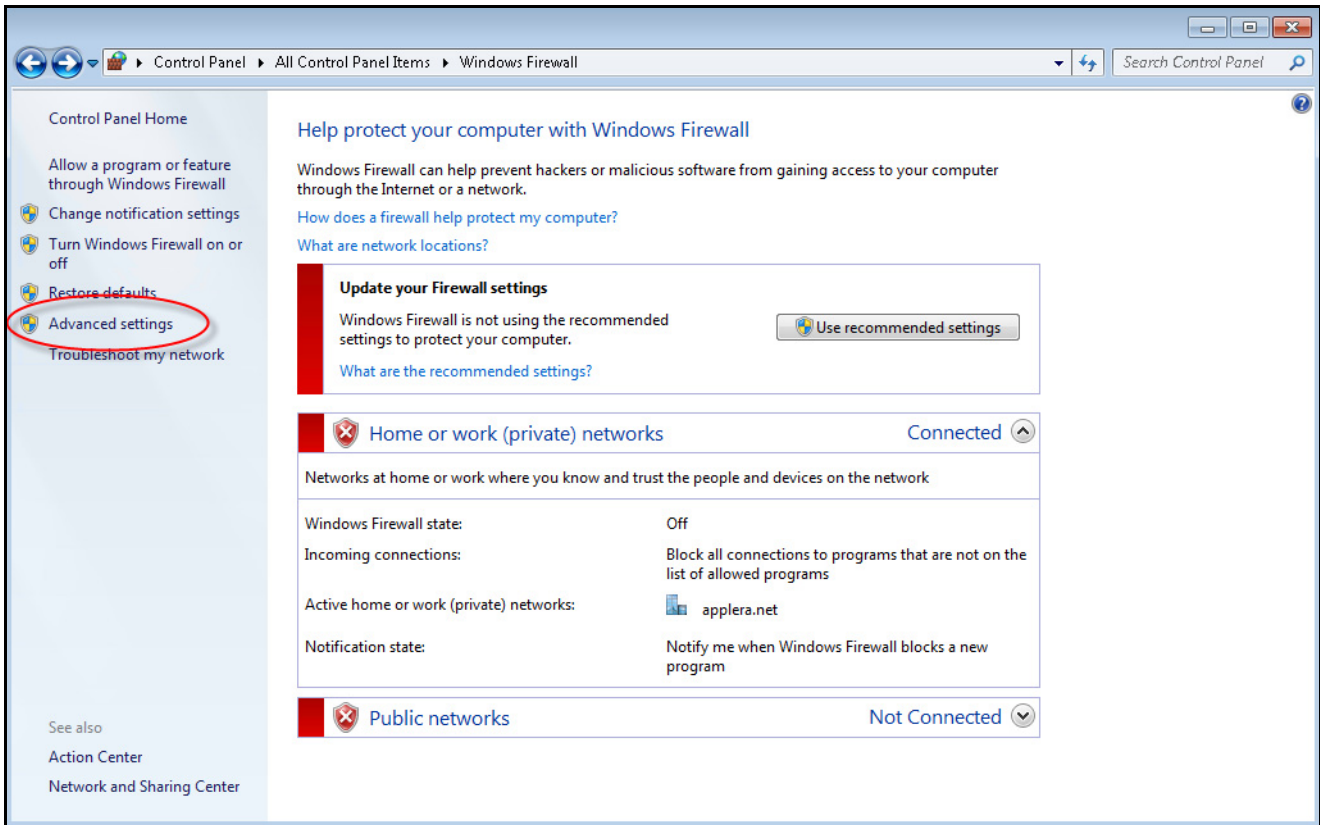 Control Panel ▸ All Control Panel Items ▸ Windows Firewall
Search Control Panel
Control Panel Home
Allow a program or feature
through Windows Firewall
Change notification settings
Turn Windows Firewall on or
off
Restore defaults
Advanced settings
Troubleshoot my network
See also
Action Center
Network and Sharing Center
Help protect your computer with Windows Firewall
Windows Firewall can help prevent hackers or malicious software from gaining access to your computer
through the Internet or a network.
How does a firewall help protect my computer?
What are network locations?
Update your Firewall settings
Windows Firewall is not using the recommended
settings to protect your computer.
Use recommended settings
What are the recommended settings?
Home or work (private) networks Connected
Networks at home or work where you know and trust the people and devices on the network
Windows Firewall state: Off
Incoming connections: Block all connections to programs that are not on the
list of allowed programs
Active home or work (private) networks: applera.net
Notification state: Notify me when Windows Firewall blocks a new
program
Public networks Not Connected